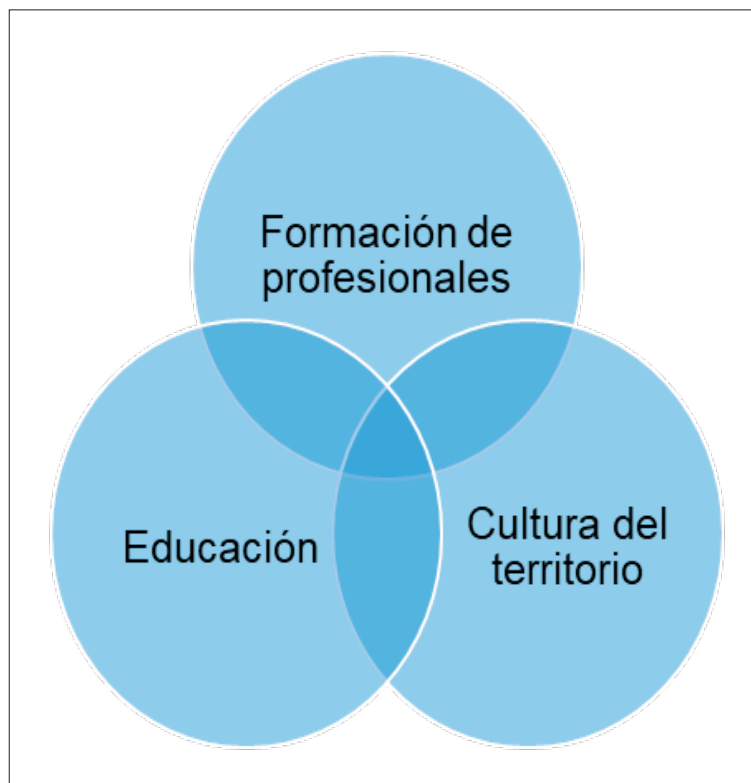 Formación de
profesionales
Educación
Cultura del
territorio